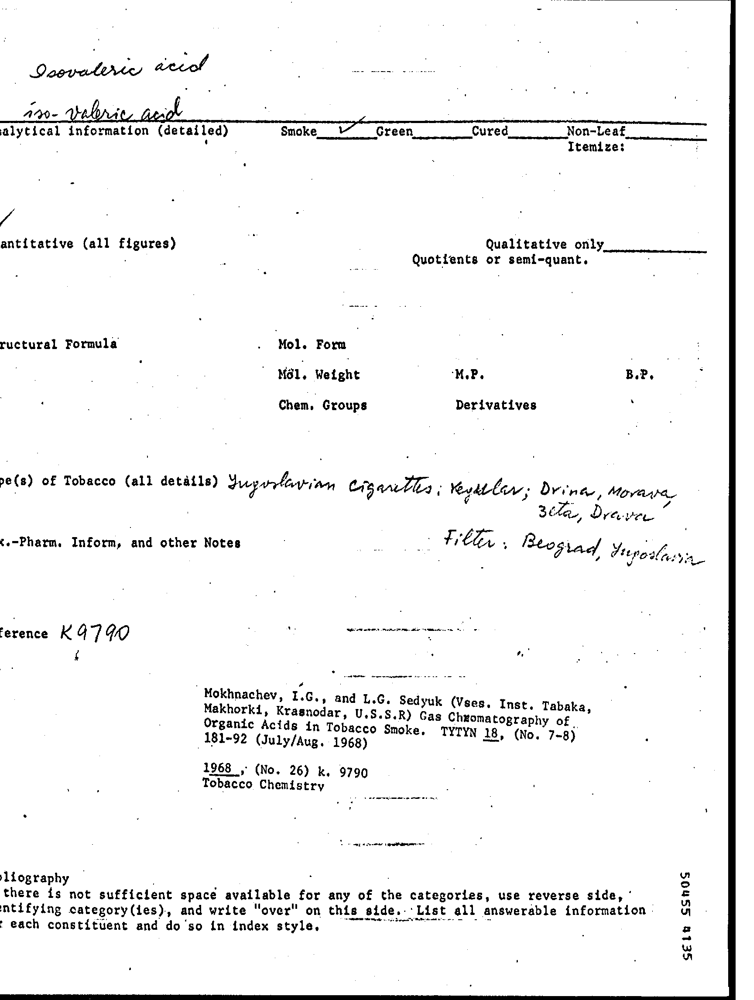 Isovaleric acid
iso-valeric acid
alytical information (detailed) Smoke ✓ Green Cured Non-Leaf
Itemize:
antitative (all figures) Qualitative only
Quotients or semi-quant.
ructural Formula Mol. Form
Mol. Weight M.P. B.P.
Chem. Groups Derivatives
pe(s) of Tobacco (all details) Yugoslavian Cigarettes; Drina, Morava,
Zeta, Drava
x.-Pharm. Inform, and other Notes Filter: Beograd, Yugoslavia
ference K9790
Mokhnachev, I.G., and L.G. Sedyuk (Vses. Inst. Tabaka,
Makhorki, Krasnodar, U.S.S.R) Gas Chromatography of
Organic Acids in Tobacco Smoke. TYTYN 18, (No. 7-8)
181-92 (July/Aug. 1968)
1968, (No. 26) k. 9790
Tobacco Chemistry
bliography
there is not sufficient space available for any of the categories, use reverse side,
ntifying category(ies), and write "over" on this side. List all answerable information
r each constituent and do so in index style.
50455 4135